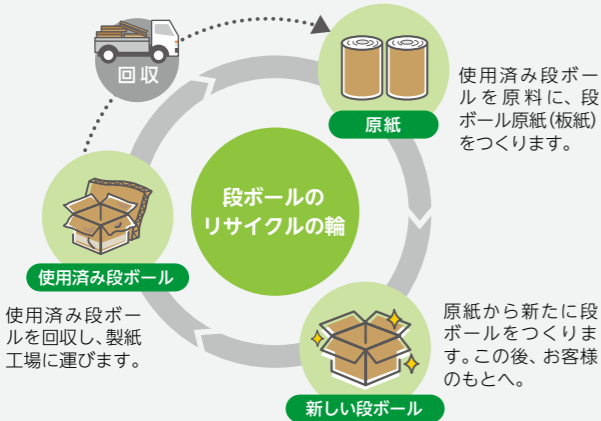 回収
原紙
使用済み段ボー
ルを原料に、段
ボール原紙(板紙)
をつくります。
段ボールの
リサイクルの輪
使用済み段ボール
使用済み段ボー
ルを回収し、製紙
工場に運びます。
新しい段ボール
原紙から新たに段
ボールをつくりま
す。この後、お客様
のもとへ。